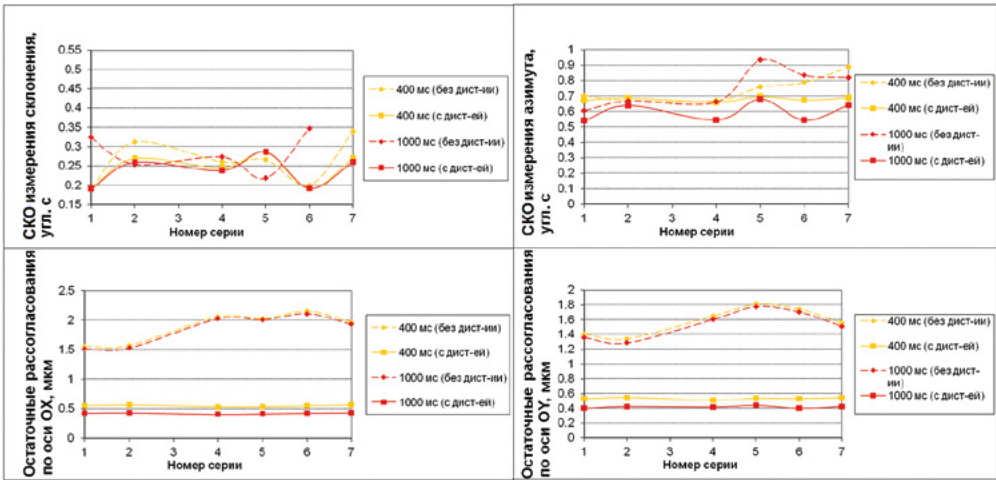 СКО измерения склонения,
угл. с
0.55
0.5
0.45
0.4
0.35
0.3
0.25
0.2
0.15
1 2 3 4 5 6 7
Номер серии
400 мс (без дист-ии)
400 мс (с дист-ей)
1000 мс (без дист-ии)
1000 мс (с дист-ей)
СКО измерения азимута,
угл. с
1
0.9
0.8
0.7
0.6
0.5
0.4
0.3
0.2
0.1
0
1 2 3 4 5 6 7
Номер серии
400 мс (без дист-ии)
400 мс (с дист-ей)
1000 мс (без дист-
ии)
1000 мс (с дист-ей)
Остаточные рассогласования
по оси OX, мкм
2.5
2
1.5
1
0.5
0
1 2 3 4 5 6 7
Номер серии
400 мс (без дист-ии)
400 мс (с дист-ей)
1000 мс (без дист-ии)
1000 мс (с дист-ей)
Остаточные рассогласования
по оси OY, мкм
2
1.8
1.6
1.4
1.2
1
0.8
0.6
0.4
0.2
0
1 2 3 4 5 6 7
Номер серии
400 мс (без дист-ии)
400 мс (с дист-ей)
1000 мс (без дист-
ии)
1000 мс (с дист-ей)